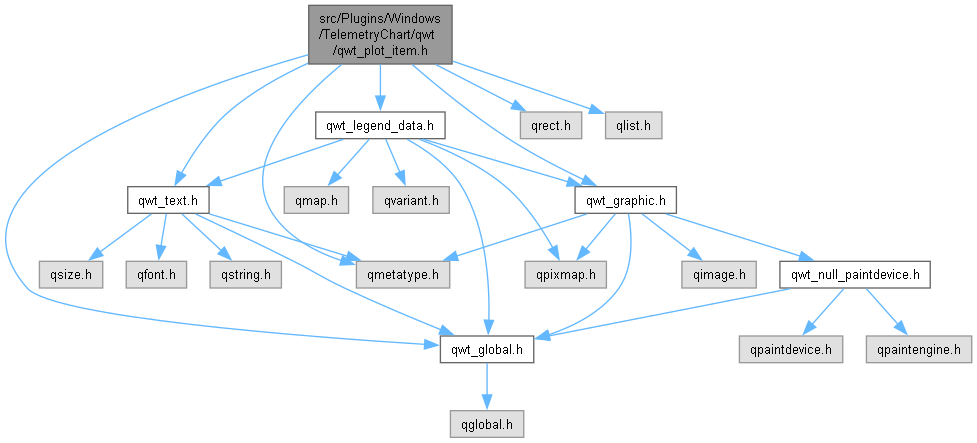 src/Plugins/Windows
/TelemetryChart/qwt
/qwt_plot_item.h
qwt_legend_data.h
qrect.h
qlist.h
qwt_text.h
qmap.h
qvariant.h
qwt_graphic.h
qsize.h
qfont.h
qstring.h
qmetatype.h
qpixmap.h
qimage.h
qwt_null_paintdevice.h
qwt_global.h
qpaintdevice.h
qpaintengine.h
qglobal.h